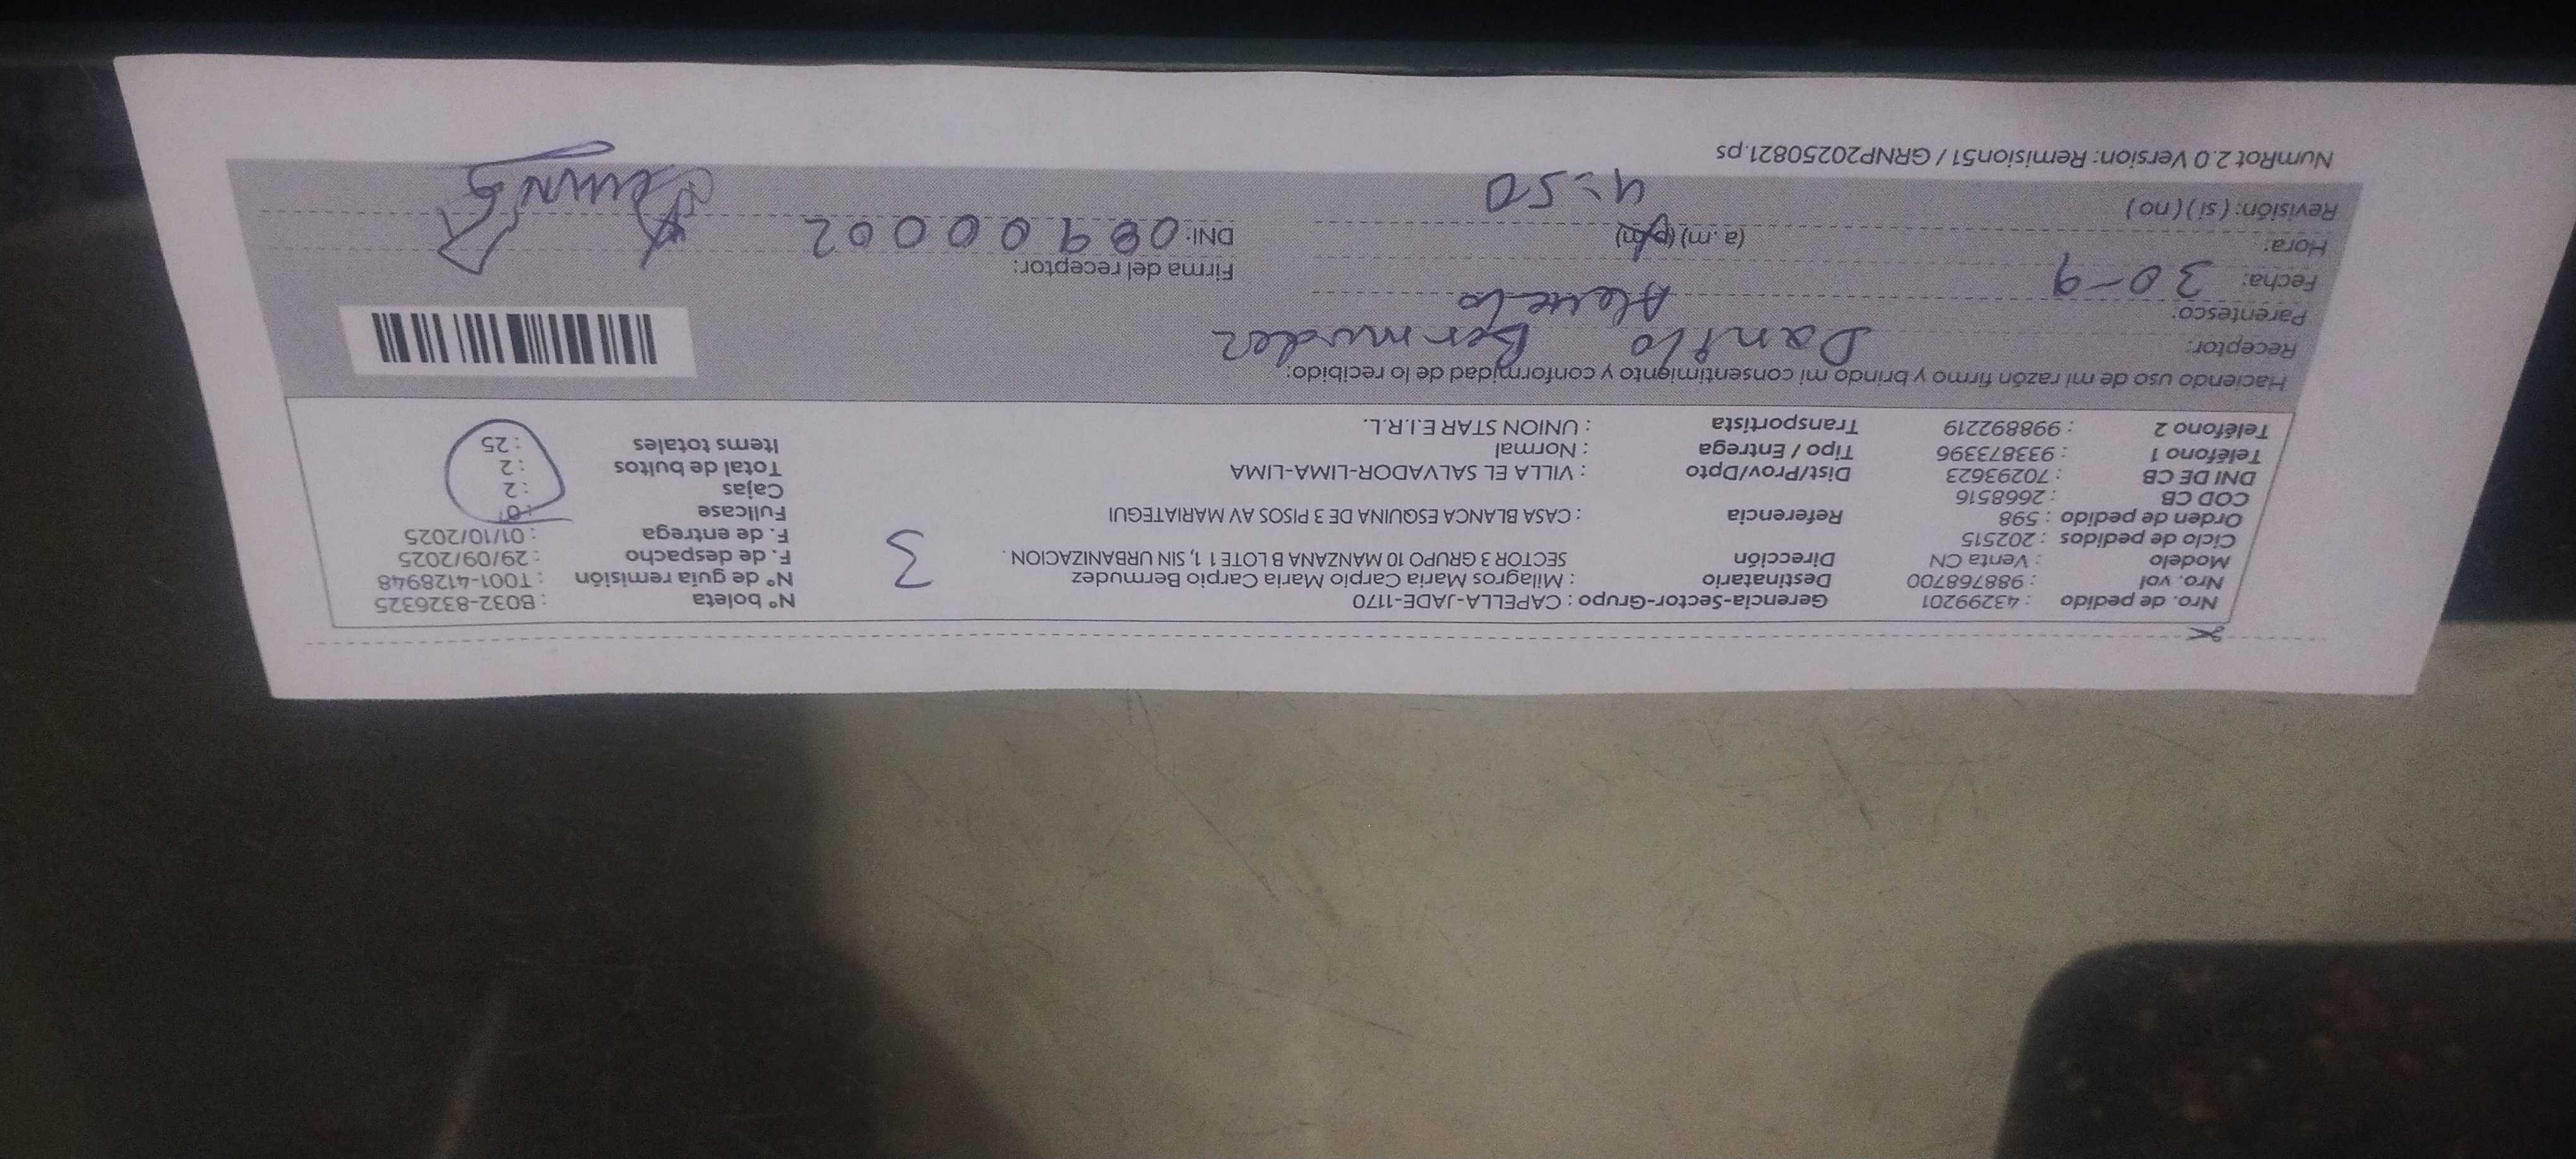 Nro. de pedido : 43299201 Gerencia-Sector-Grupo : CAPELLA-JADE-1170 Nº boleta : B032-8326325
Nro. vol : 988768700 Destinatario : Milagros Maria Carpio Maria Carpio Bermudez Nº de guía remisión : T001-4128948
Modelo : Venta CN Dirección SECTOR 3 GRUPO 10 MANZANA B LOTE 1 1, SIN URBANIZACION . 3 F. de despacho : 29/09/2025
Ciclo de pedidos : 202515 F. de entrega : 01/10/2025
Orden de pedido : 598 Referencia : CASA BLANCA ESQUINA DE 3 PISOS AV MARIATEGUI Fullcase : 0
COD CB : 2668516 Cajas : 2
DNI DE CB : 70293623 Dist/Prov/Dpto : VILLA EL SALVADOR-LIMA-LIMA Total de bultos : 2
Teléfono 1 : 933873396 Tipo / Entrega : Normal Items totales : 25
Teléfono 2 : 998892219 Transportista : UNION STAR E.I.R.L.
Haciendo uso de mi razón firmo y brindo mi consentimiento y conformidad de lo recibido:
Receptor: Danilo Bermudez
Parentesco: Abuelo
Fecha: 30-9 Firma del receptor:
Hora: (a.m) (p.m) DNI: 08900002
Revisión: ( si ) ( no ) 4:50
NumRot 2.0 Version: Remision51 / GRNP20250821.ps